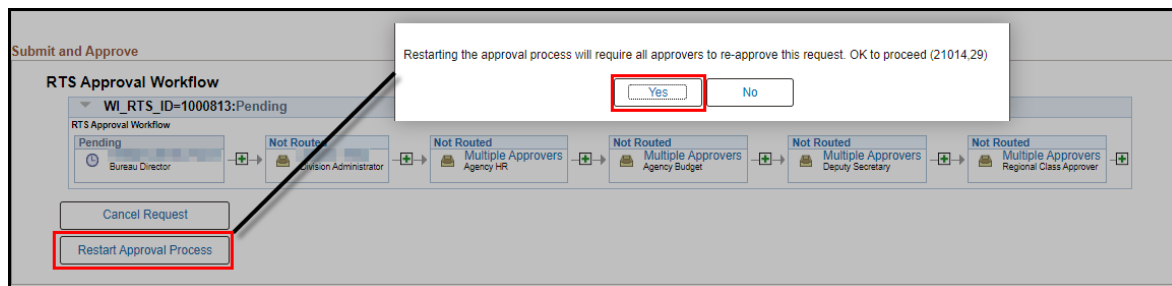 Submit and Approve
Restarting the approval process will require all approvers to re-approve this request. OK to proceed (21014,29)
Yes
No
RTS Approval Workflow
WI_RTS_ID=1000813:Pending
RTS Approval Workflow
Pending
Bureau Director
Not Routed
Division Administrator
Not Routed
Multiple Approvers
Agency HR
Not Routed
Multiple Approvers
Agency Budget
Not Routed
Multiple Approvers
Deputy Secretary
Not Routed
Multiple Approvers
Regional Class Approver
Cancel Request
Restart Approval Process